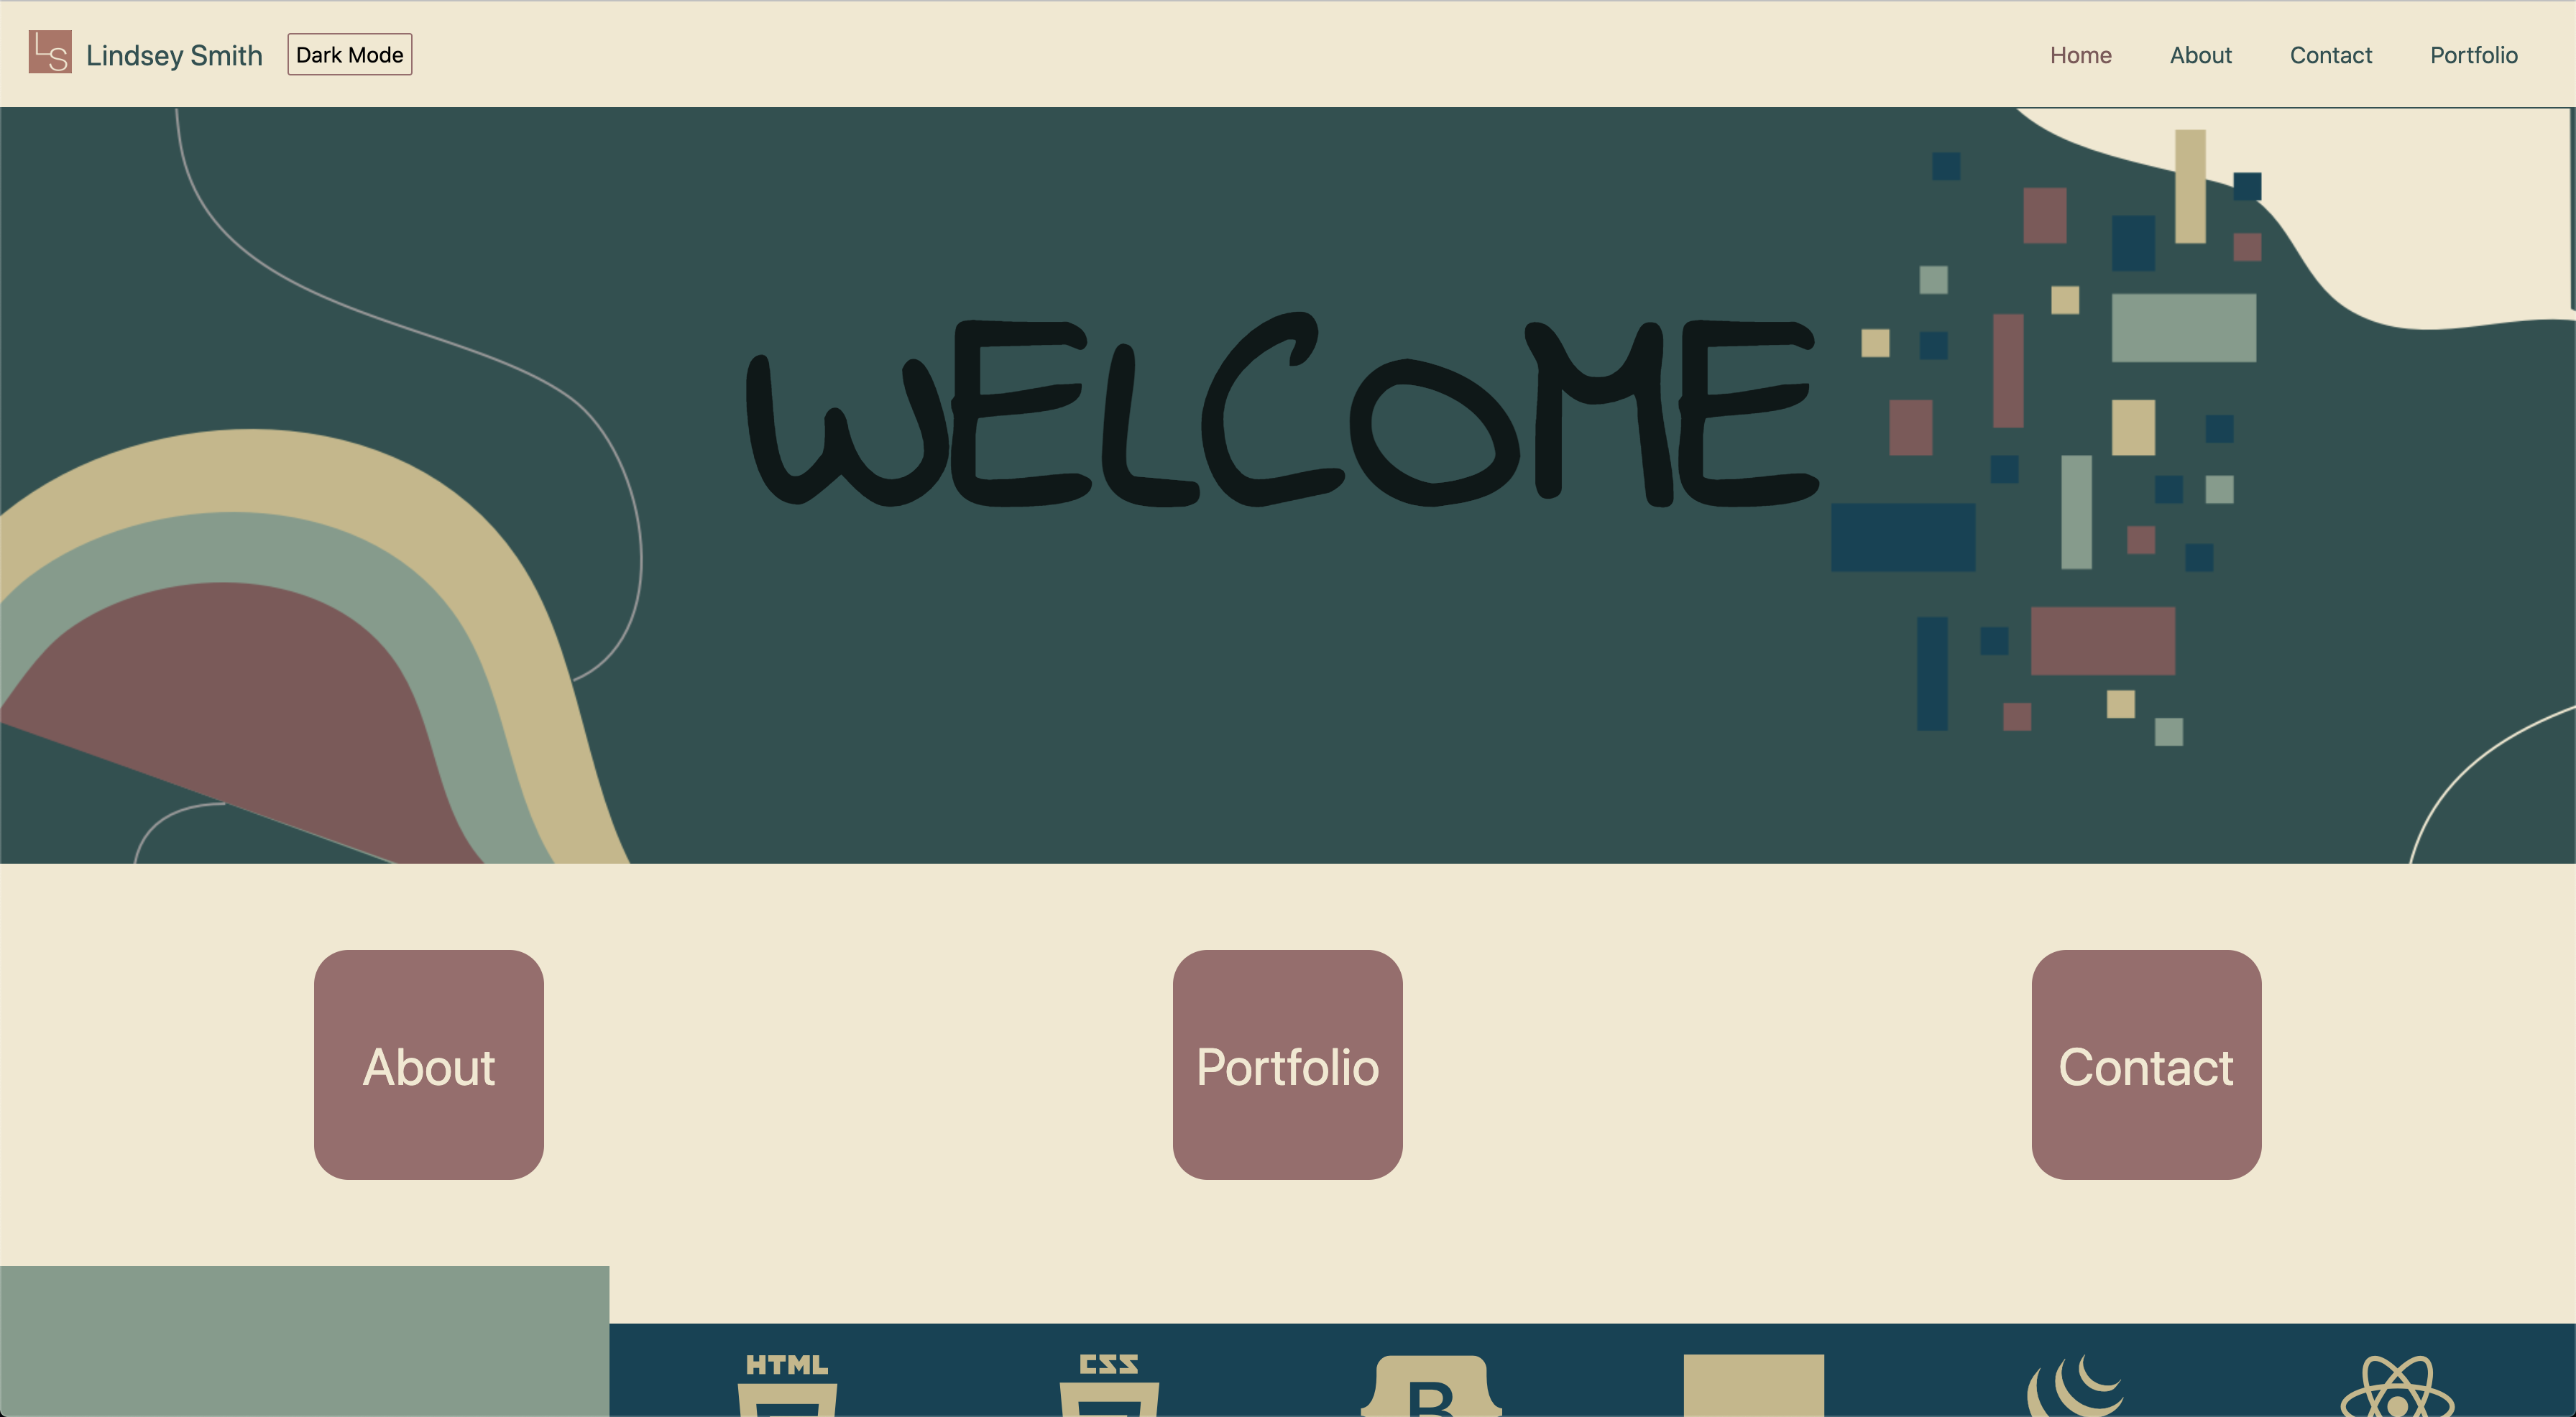 LS Lindsey Smith Dark Mode Home About Contact Portfolio
WELCOME
About Portfolio Contact
HTML CSS
B